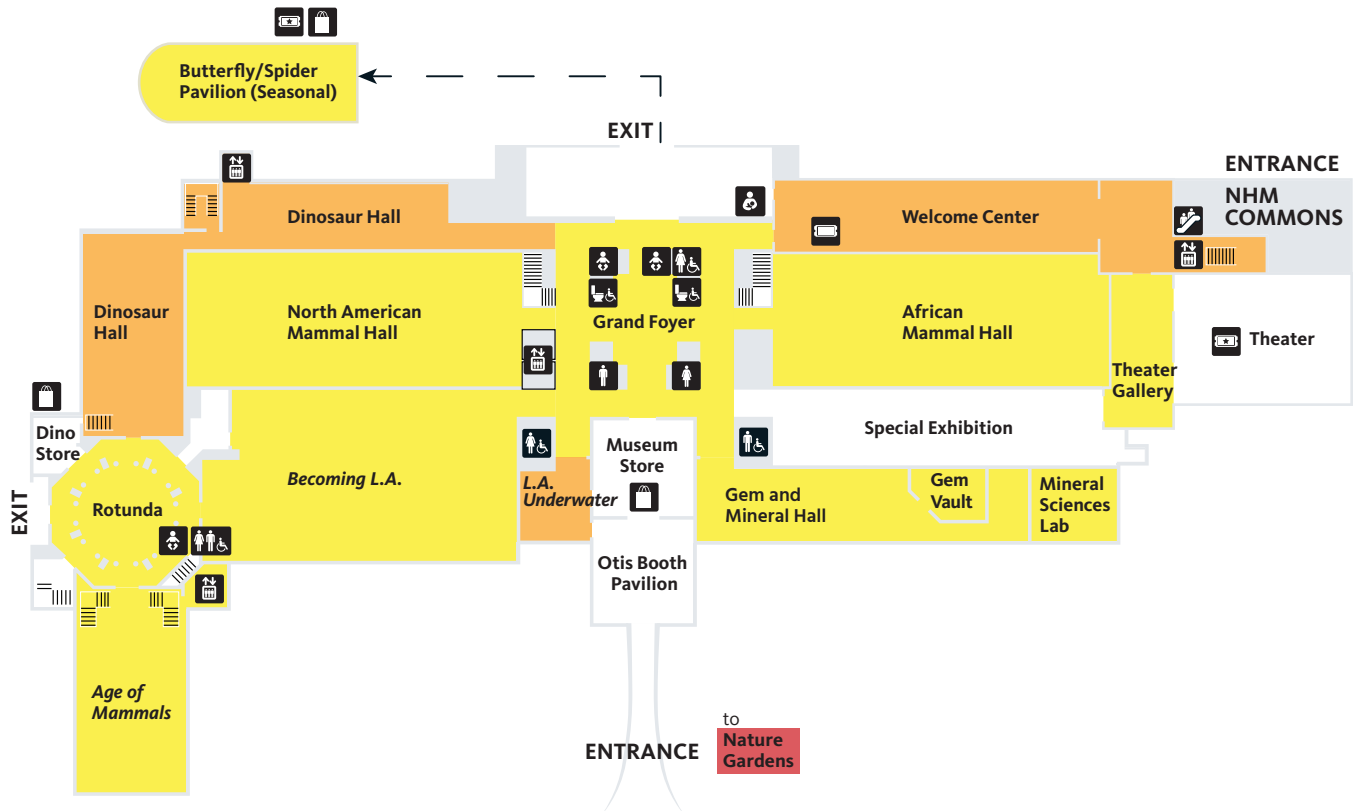 Butterfly/Spider
Pavilion (Seasonal)
EXIT
ENTRANCE
NHM
COMMONS
Dinosaur Hall
Welcome Center
Dinosaur
Hall
North American
Mammal Hall
Grand Foyer
African
Mammal Hall
Theater
Theater
Gallery
Dino
Store
Becoming L.A.
L.A.
Underwater
Museum
Store
Special Exhibition
Gem and
Mineral Hall
Gem
Vault
Mineral
Sciences
Lab
EXIT
Rotunda
Otis Booth
Pavilion
Age of
Mammals
ENTRANCE
to
Nature
Gardens